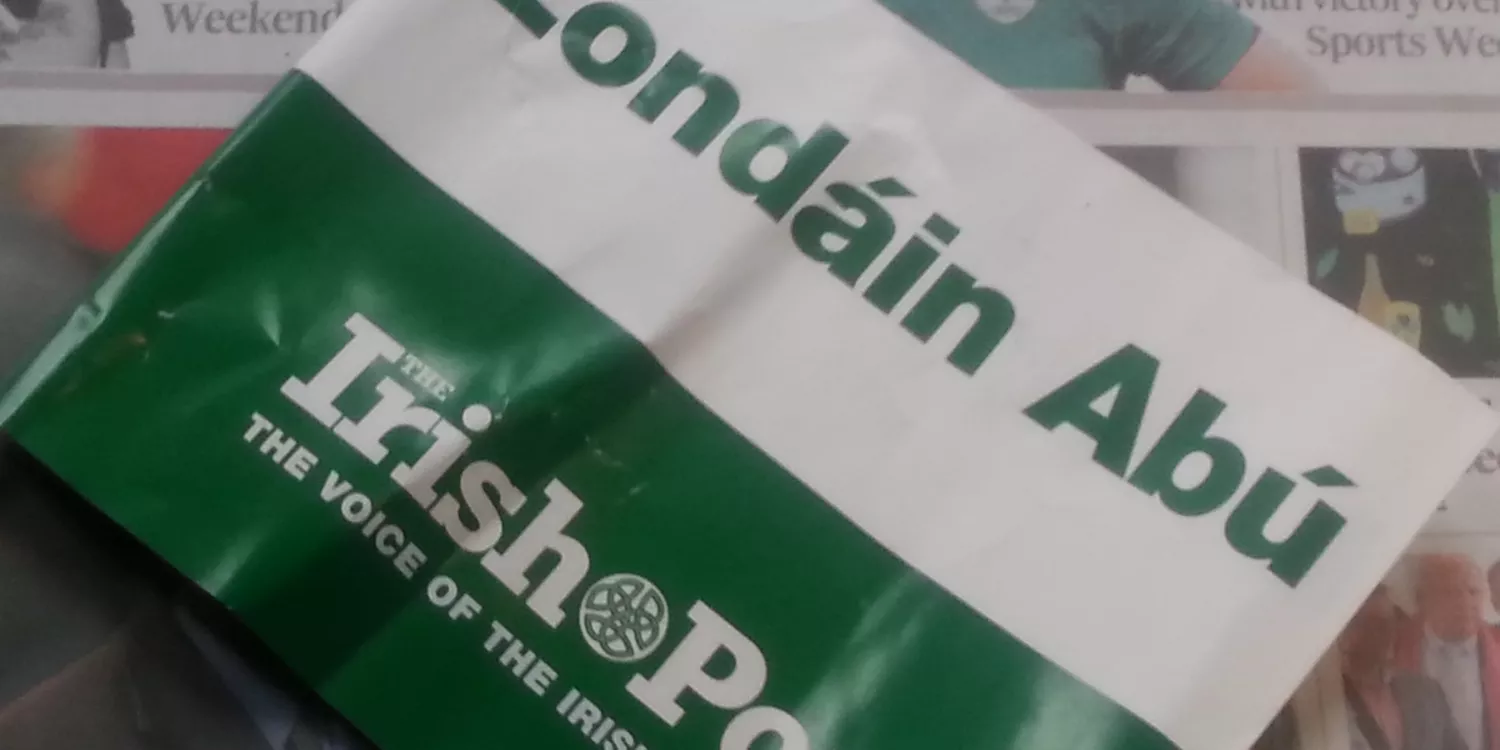 Weekend
Sports
Londáin Abú
THE
Irish
THE VOICE OF THE